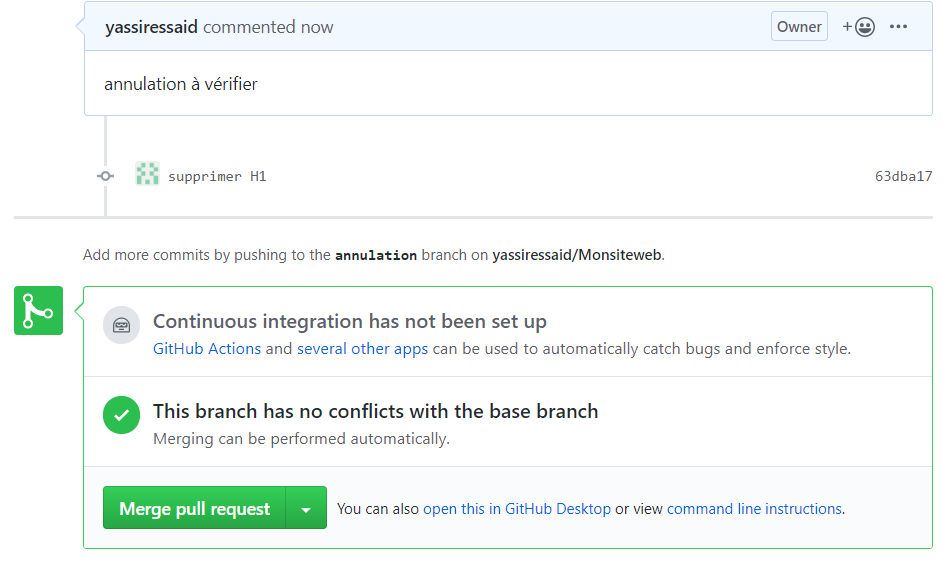 yassiressaid commented now Owner
annulation à vérifier
supprimer H1 63dba17
Add more commits by pushing to the annulation branch on yassiressaid/Monsiteweb.
Continuous integration has not been set up
GitHub Actions and several other apps can be used to automatically catch bugs and enforce style.
This branch has no conflicts with the base branch
Merging can be performed automatically.
Merge pull request You can also open this in GitHub Desktop or view command line instructions.